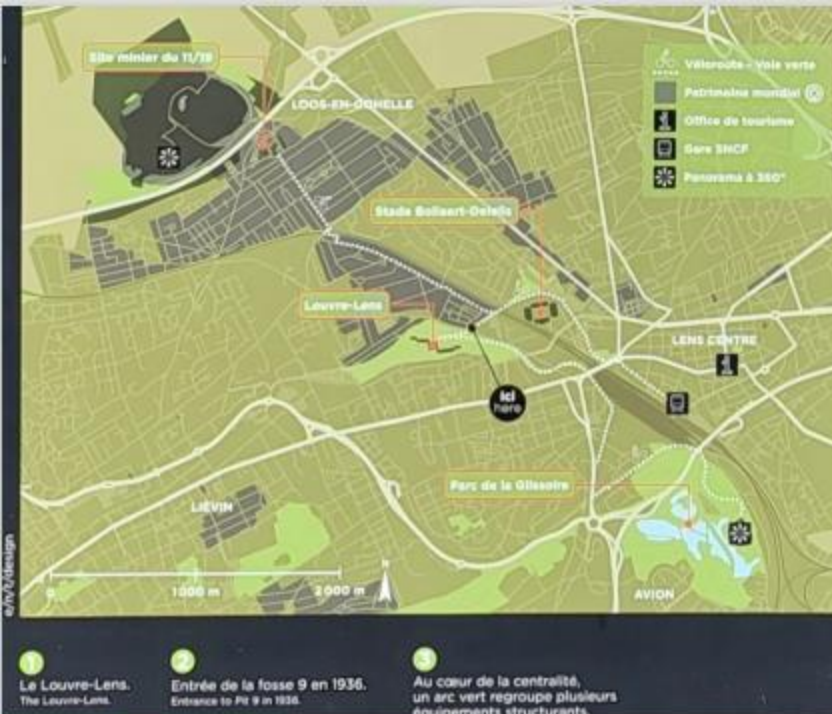 Site minier du 11/19
LOOS-EN-GOHELLE
Véloroute - Voie verte
Patrimoine mondial
Office de tourisme
Gare SNCF
Panorama à 360°
Stade Bollaert-Delelis
Louvre-Lens
LENS CENTRE
ici
here
Parc de la Glissoire
LIÉVIN
N
0 1000 m 2000 m
AVION
e/n/t/design
1
Le Louvre-Lens.
The Louvre-Lens.
2
Entrée de la fosse 9 en 1936.
Entrance to Pit 9 in 1936.
3
Au cœur de la centralité,
un arc vert regroupe plusieurs
équipements structurants